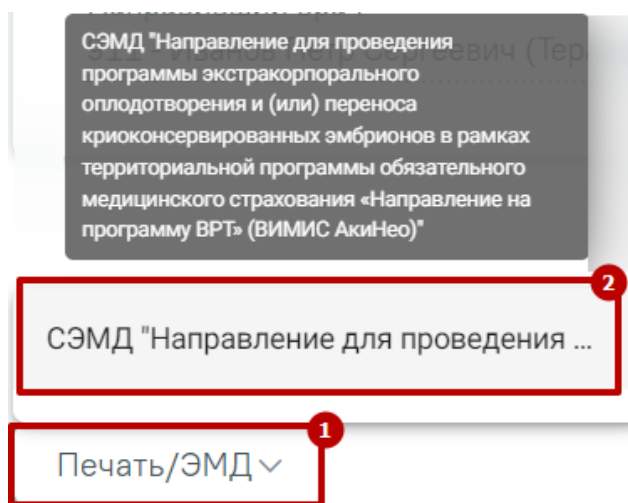 СЭМД "Направление для проведения
программы экстракорпорального
оплодотворения и (или) переноса
криоконсервированных эмбрионов в рамках
территориальной программы обязательного
медицинского страхования «Направление на
программу ВРТ» (ВИМИС АкиНео)"
2
СЭМД "Направление для проведения ...
1
Печать/ЭМД